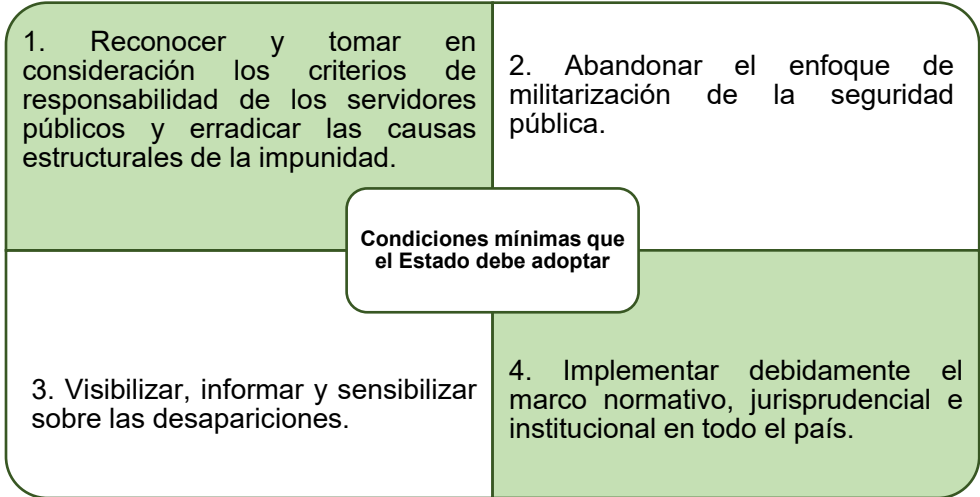 1. Reconocer y tomar en
consideración los criterios de
responsabilidad de los servidores
públicos y erradicar las causas
estructurales de la impunidad.
2. Abandonar el enfoque de
militarización de la seguridad
pública.
Condiciones mínimas que
el Estado debe adoptar
3. Visibilizar, informar y sensibilizar
sobre las desapariciones.
4. Implementar debidamente el
marco normativo, jurisprudencial e
institucional en todo el país.